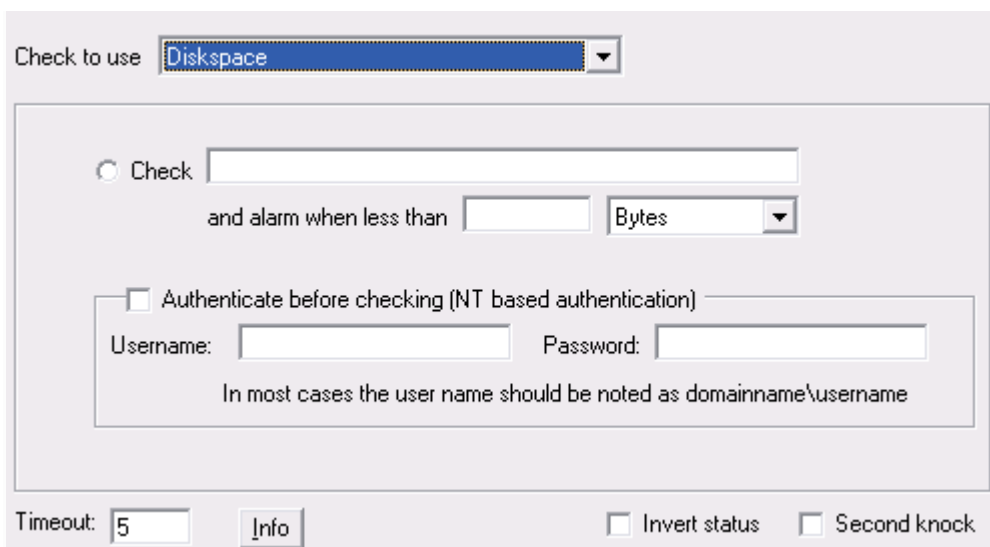 Check to use Diskspace
Check
and alarm when less than Bytes
Authenticate before checking (NT based authentication)
Username: Password:
In most cases the user name should be noted as domainname\username
Timeout: 5 Info Invert status Second knock